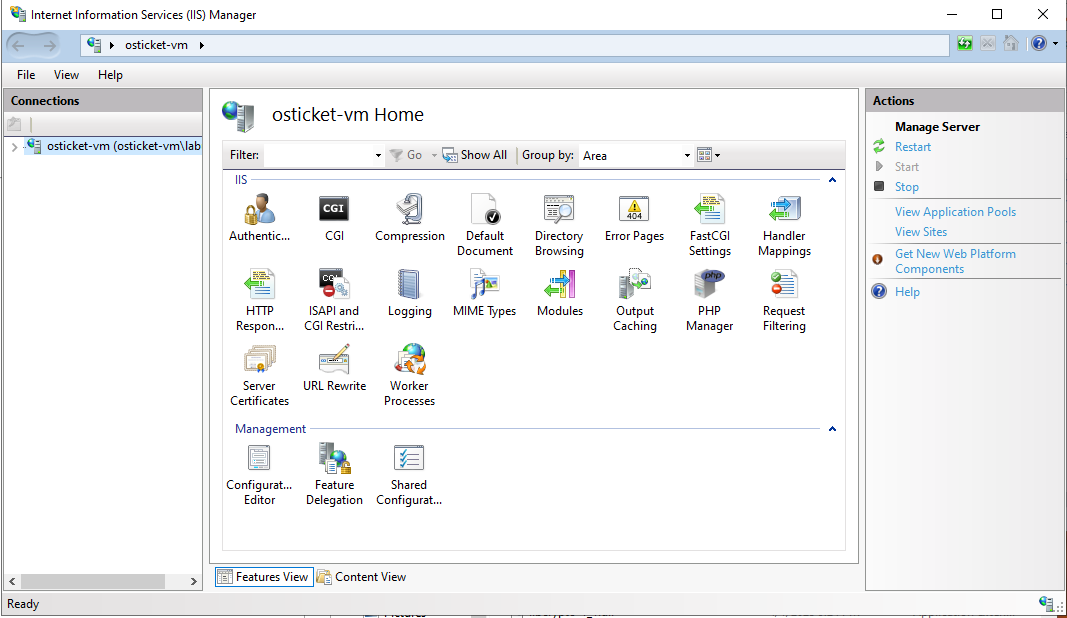 Internet Information Services (IIS) Manager
osticket-vm
File View Help
Connections
osticket-vm (osticket-vm\lab
osticket-vm Home
Filter: Go Show All Group by: Area
IIS
Authentic...
CGI
CGI
Compression
Default
Document
Directory
Browsing
404
Error Pages
FastCGI
Settings
Handler
Mappings
HTTP
Respon...
ISAPI and
CGI Restri...
Logging
MIME Types
Modules
Output
Caching
php
PHP
Manager
Request
Filtering
Server
Certificates
URL Rewrite
Worker
Processes
Management
Configurat...
Editor
Feature
Delegation
Shared
Configurat...
Features View
Content View
Actions
Manage Server
Restart
Start
Stop
View Application Pools
View Sites
Get New Web Platform
Components
Help
Ready